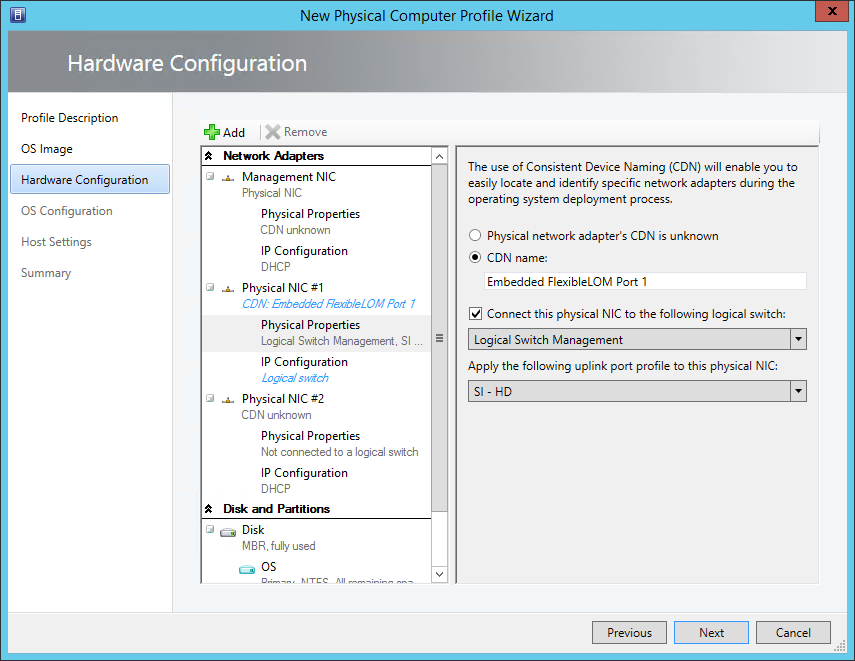 New Physical Computer Profile Wizard
x
Hardware Configuration
Profile Description
OS Image
Hardware Configuration
OS Configuration
Host Settings
Summary
Add
Remove
Network Adapters
Management NIC
Physical NIC
Physical Properties
CDN unknown
IP Configuration
DHCP
Physical NIC #1
CDN: Embedded FlexibleLOM Port 1
Physical Properties
Logical Switch Management, SI ...
IP Configuration
Logical switch
Physical NIC #2
CDN unknown
Physical Properties
Not connected to a logical switch
IP Configuration
DHCP
Disk and Partitions
Disk
MBR, fully used
OS
Primary, NTFS, All remaining spa
The use of Consistent Device Naming (CDN) will enable you to
easily locate and identify specific network adapters during the
operating system deployment process.
Physical network adapter's CDN is unknown
CDN name:
Embedded FlexibleLOM Port 1
Connect this physical NIC to the following logical switch:
Logical Switch Management
Apply the following uplink port profile to this physical NIC:
SI - HD
Previous
Next
Cancel